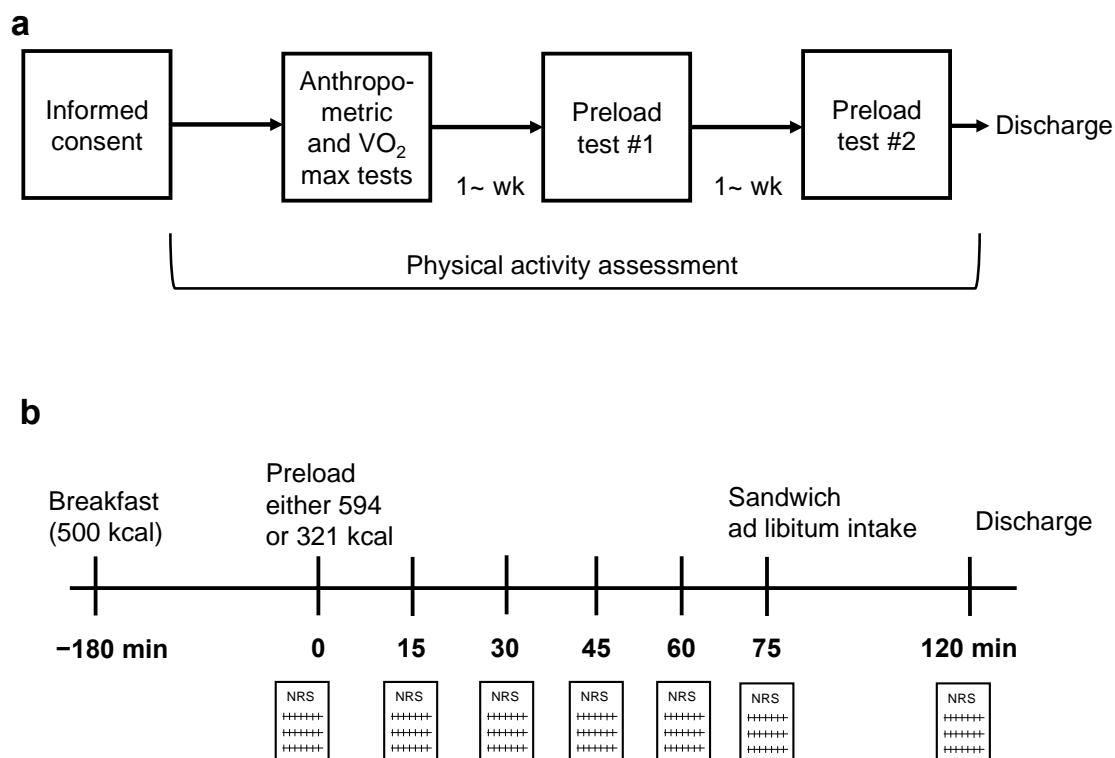 a
Informed
consent
Anthropo-
metric
and VO₂
max tests
1~ wk
Preload
test #1
1~ wk
Preload
test #2
Discharge
Physical activity assessment
b
Breakfast
(500 kcal)
Preload
either 594
or 321 kcal
Sandwich
ad libitum intake
Discharge
−180 min
0
15
30
45
60
75
120 min
NRS
NRS
NRS
NRS
NRS
NRS
NRS